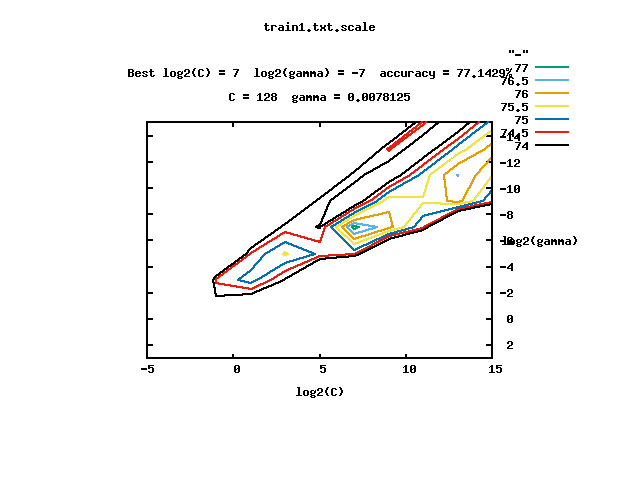 train1.txt.scale
"-"
Best log2(C) = 7 log2(gamma) = -7 accuracy = 77.1429%
77
76.5
C = 128 gamma = 0.0078125
76
75.5
75
74.5
-14
74
-12
-10
-8
log2(gamma)
-6
-4
-2
0
2
-5 0 5 10 15
log2(C)